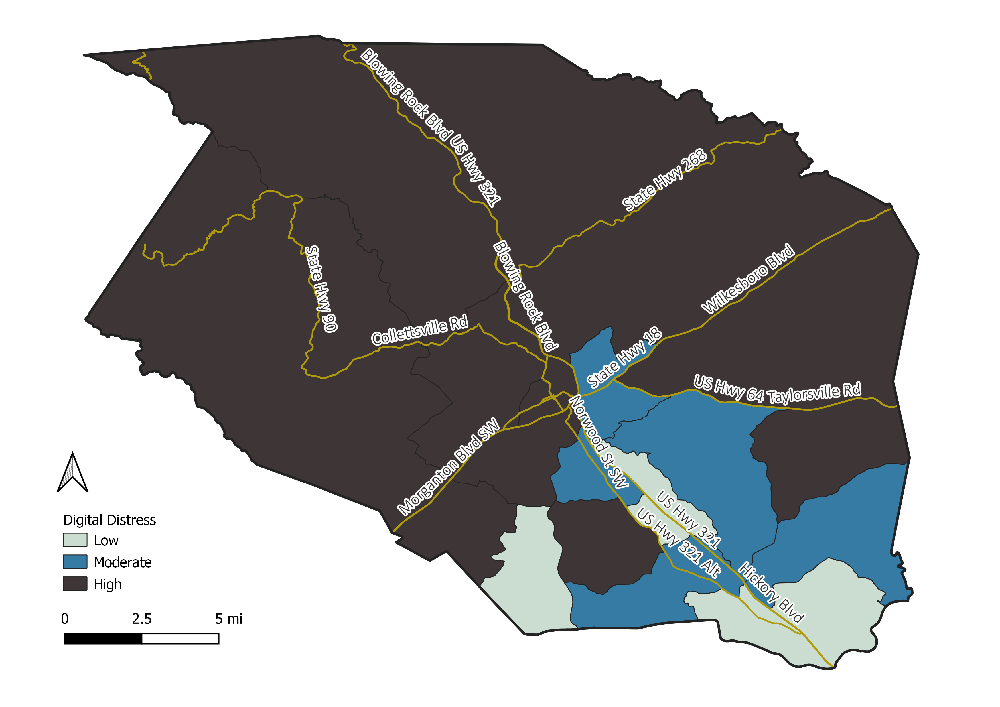 Blowing Rock Blvd US Hwy 321
State Hwy 268
Blowing Rock Blvd
Wilkesboro Blvd
State Hwy 90
Collettsville Rd
State Hwy 18
US Hwy 64 Taylorsville Rd
Norwood St SW
Morganton Blvd SW
US Hwy 321
US Hwy 321 Alt
Hickory Blvd
Digital Distress
Low
Moderate
High
0 2.5 5 mi